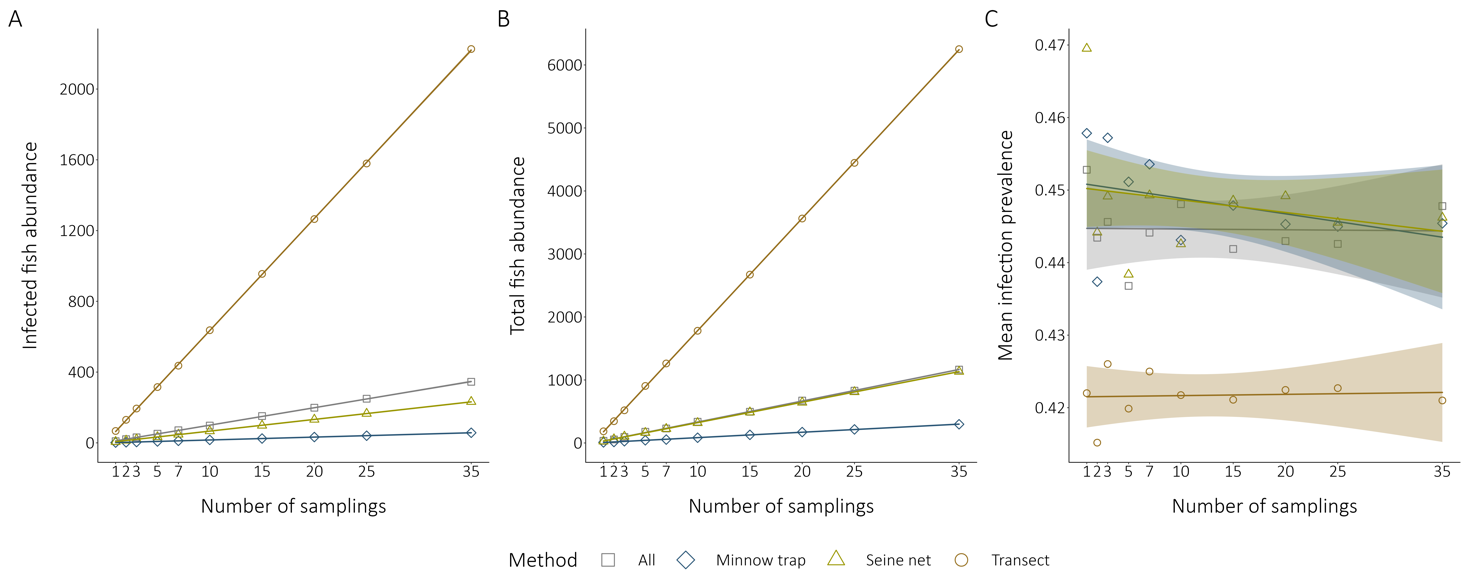 A
Infected fish abundance
2000
1600
1200
800
400
0
1 2 3 5 7 10 15 20 25 35
Number of samplings
B
Total fish abundance
6000
5000
4000
3000
2000
1000
0
1 2 3 5 7 10 15 20 25 35
Number of samplings
C
Mean infection prevalence
0.47
0.46
0.45
0.44
0.43
0.42
1 2 3 5 7 10 15 20 25 35
Number of samplings
Method All Minnow trap Seine net Transect